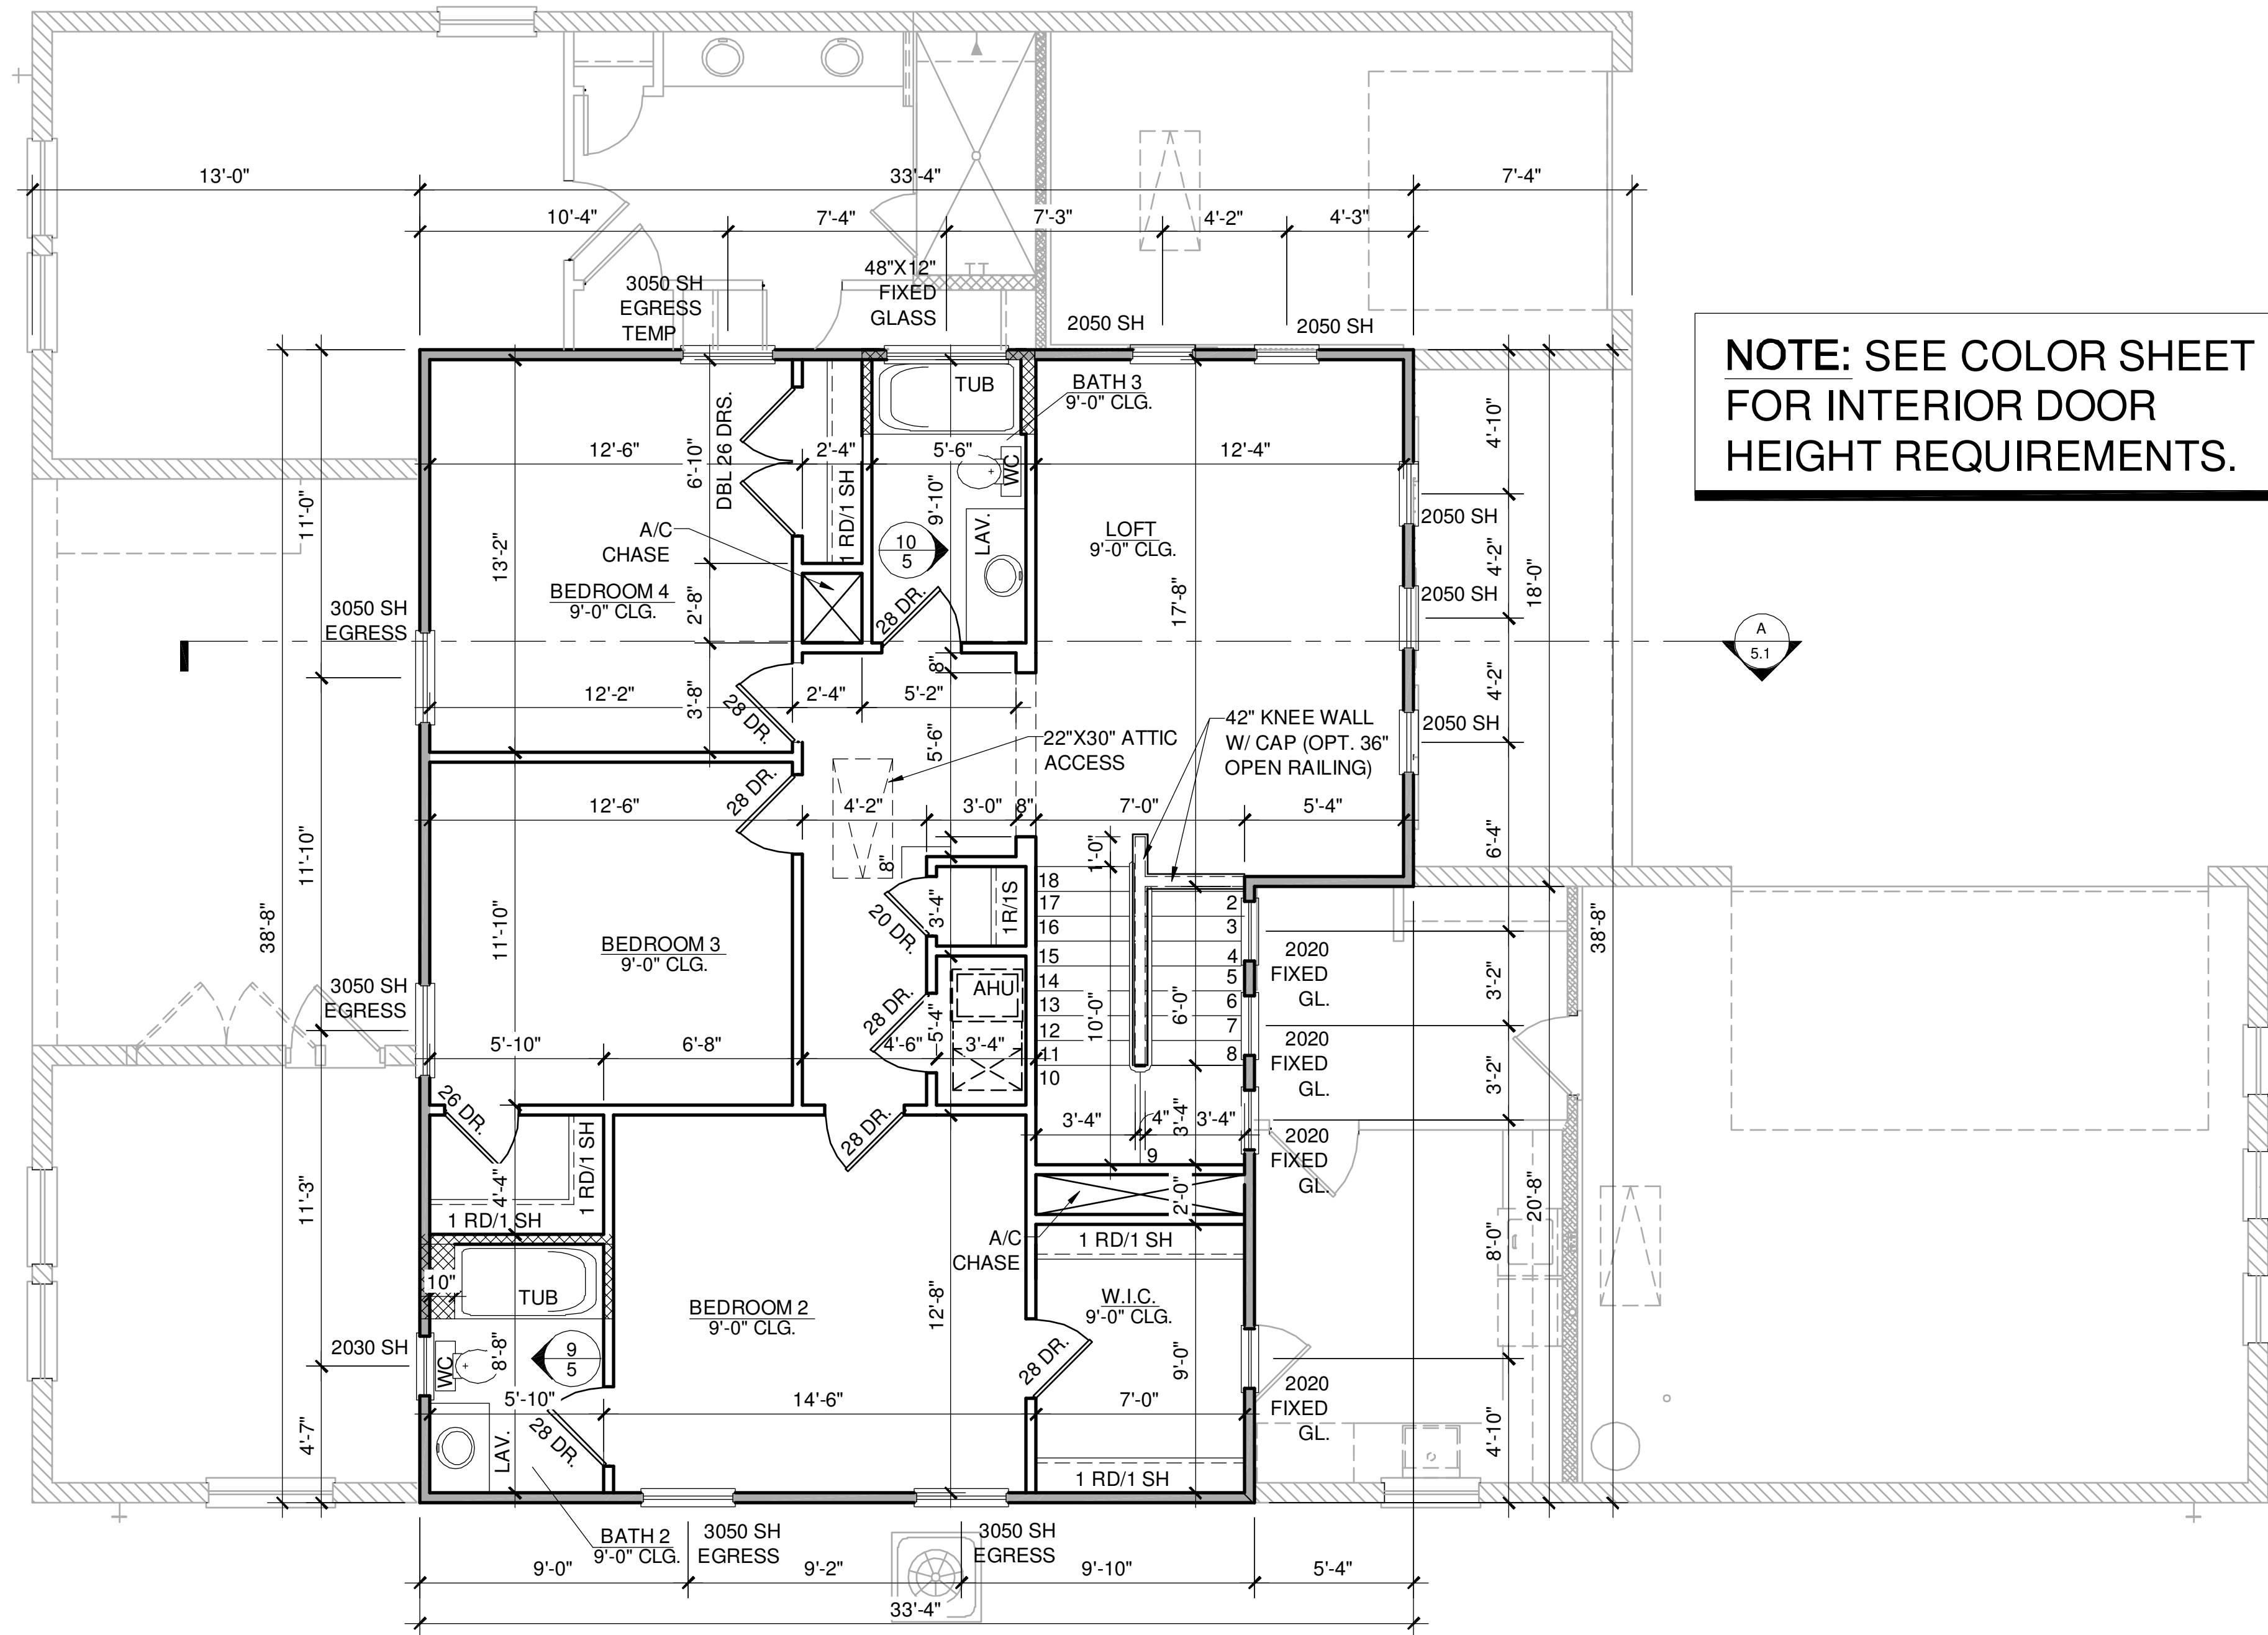 13'-0"
33'-4"
7'-4"
10'-4"
7'-4"
7'-3"
4'-2"
4'-3"
3050 SH
EGRESS
TEMP
48"X12"
FIXED
GLASS
2050 SH
2050 SH
NOTE: SEE COLOR SHEET
FOR INTERIOR DOOR
HEIGHT REQUIREMENTS.
TUB
BATH 3
9'-0" CLG.
DBL 26 DRS.
6'-10"
12'-6"
2'-4"
5'-6"
12'-4"
4'-10"
1 RD/1 SH
9'-10"
WC
11'-0"
A/C
CHASE
10
5
LAV.
LOFT
9'-0" CLG.
2050 SH
4'-2"
18'-0"
13'-2"
BEDROOM 4
9'-0" CLG.
2'-8"
28 DR.
17'-8"
2050 SH
3050 SH
EGRESS
A
5.1
8"
12'-2"
3'-8"
28 DR.
2'-4"
5'-2"
4'-2"
2050 SH
5'-6"
22"X30" ATTIC
ACCESS
42" KNEE WALL
W/ CAP (OPT. 36"
OPEN RAILING)
28 DR.
12'-6"
4'-2"
3'-0"
8"
7'-0"
5'-4"
6'-4"
11'-10"
8"
1'-0"
38'-8"
11'-10"
BEDROOM 3
9'-0" CLG.
20 DR.
3'-4"
1R/1S
18
17
16
15
14
13
12
11
10
2
3
4
5
6
7
8
9
38'-8"
2020
FIXED
GL.
3'-2"
3050 SH
EGRESS
28 DR.
5'-4"
AHU
10'-0"
6'-0"
2020
FIXED
GL.
3'-2"
5'-10"
6'-8"
4'-6"
3'-4"
26 DR.
28 DR.
3'-4"
4"
3'-4"
3'-4"
2020
FIXED
GL.
11'-3"
4'-4"
1 RD/1 SH
1 RD/1 SH
2'-0"
20'-8"
A/C
CHASE
1 RD/1 SH
8'-0"
10"
TUB
BEDROOM 2
9'-0" CLG.
12'-8"
W.I.C.
9'-0" CLG.
2030 SH
WC
8'-8"
9
5
28 DR.
9'-0"
5'-10"
14'-6"
7'-0"
2020
FIXED
GL.
4'-7"
LAV.
28 DR.
4'-10"
1 RD/1 SH
BATH 2
9'-0" CLG.
3050 SH
EGRESS
3050 SH
EGRESS
9'-0"
9'-2"
9'-10"
5'-4"
33'-4"